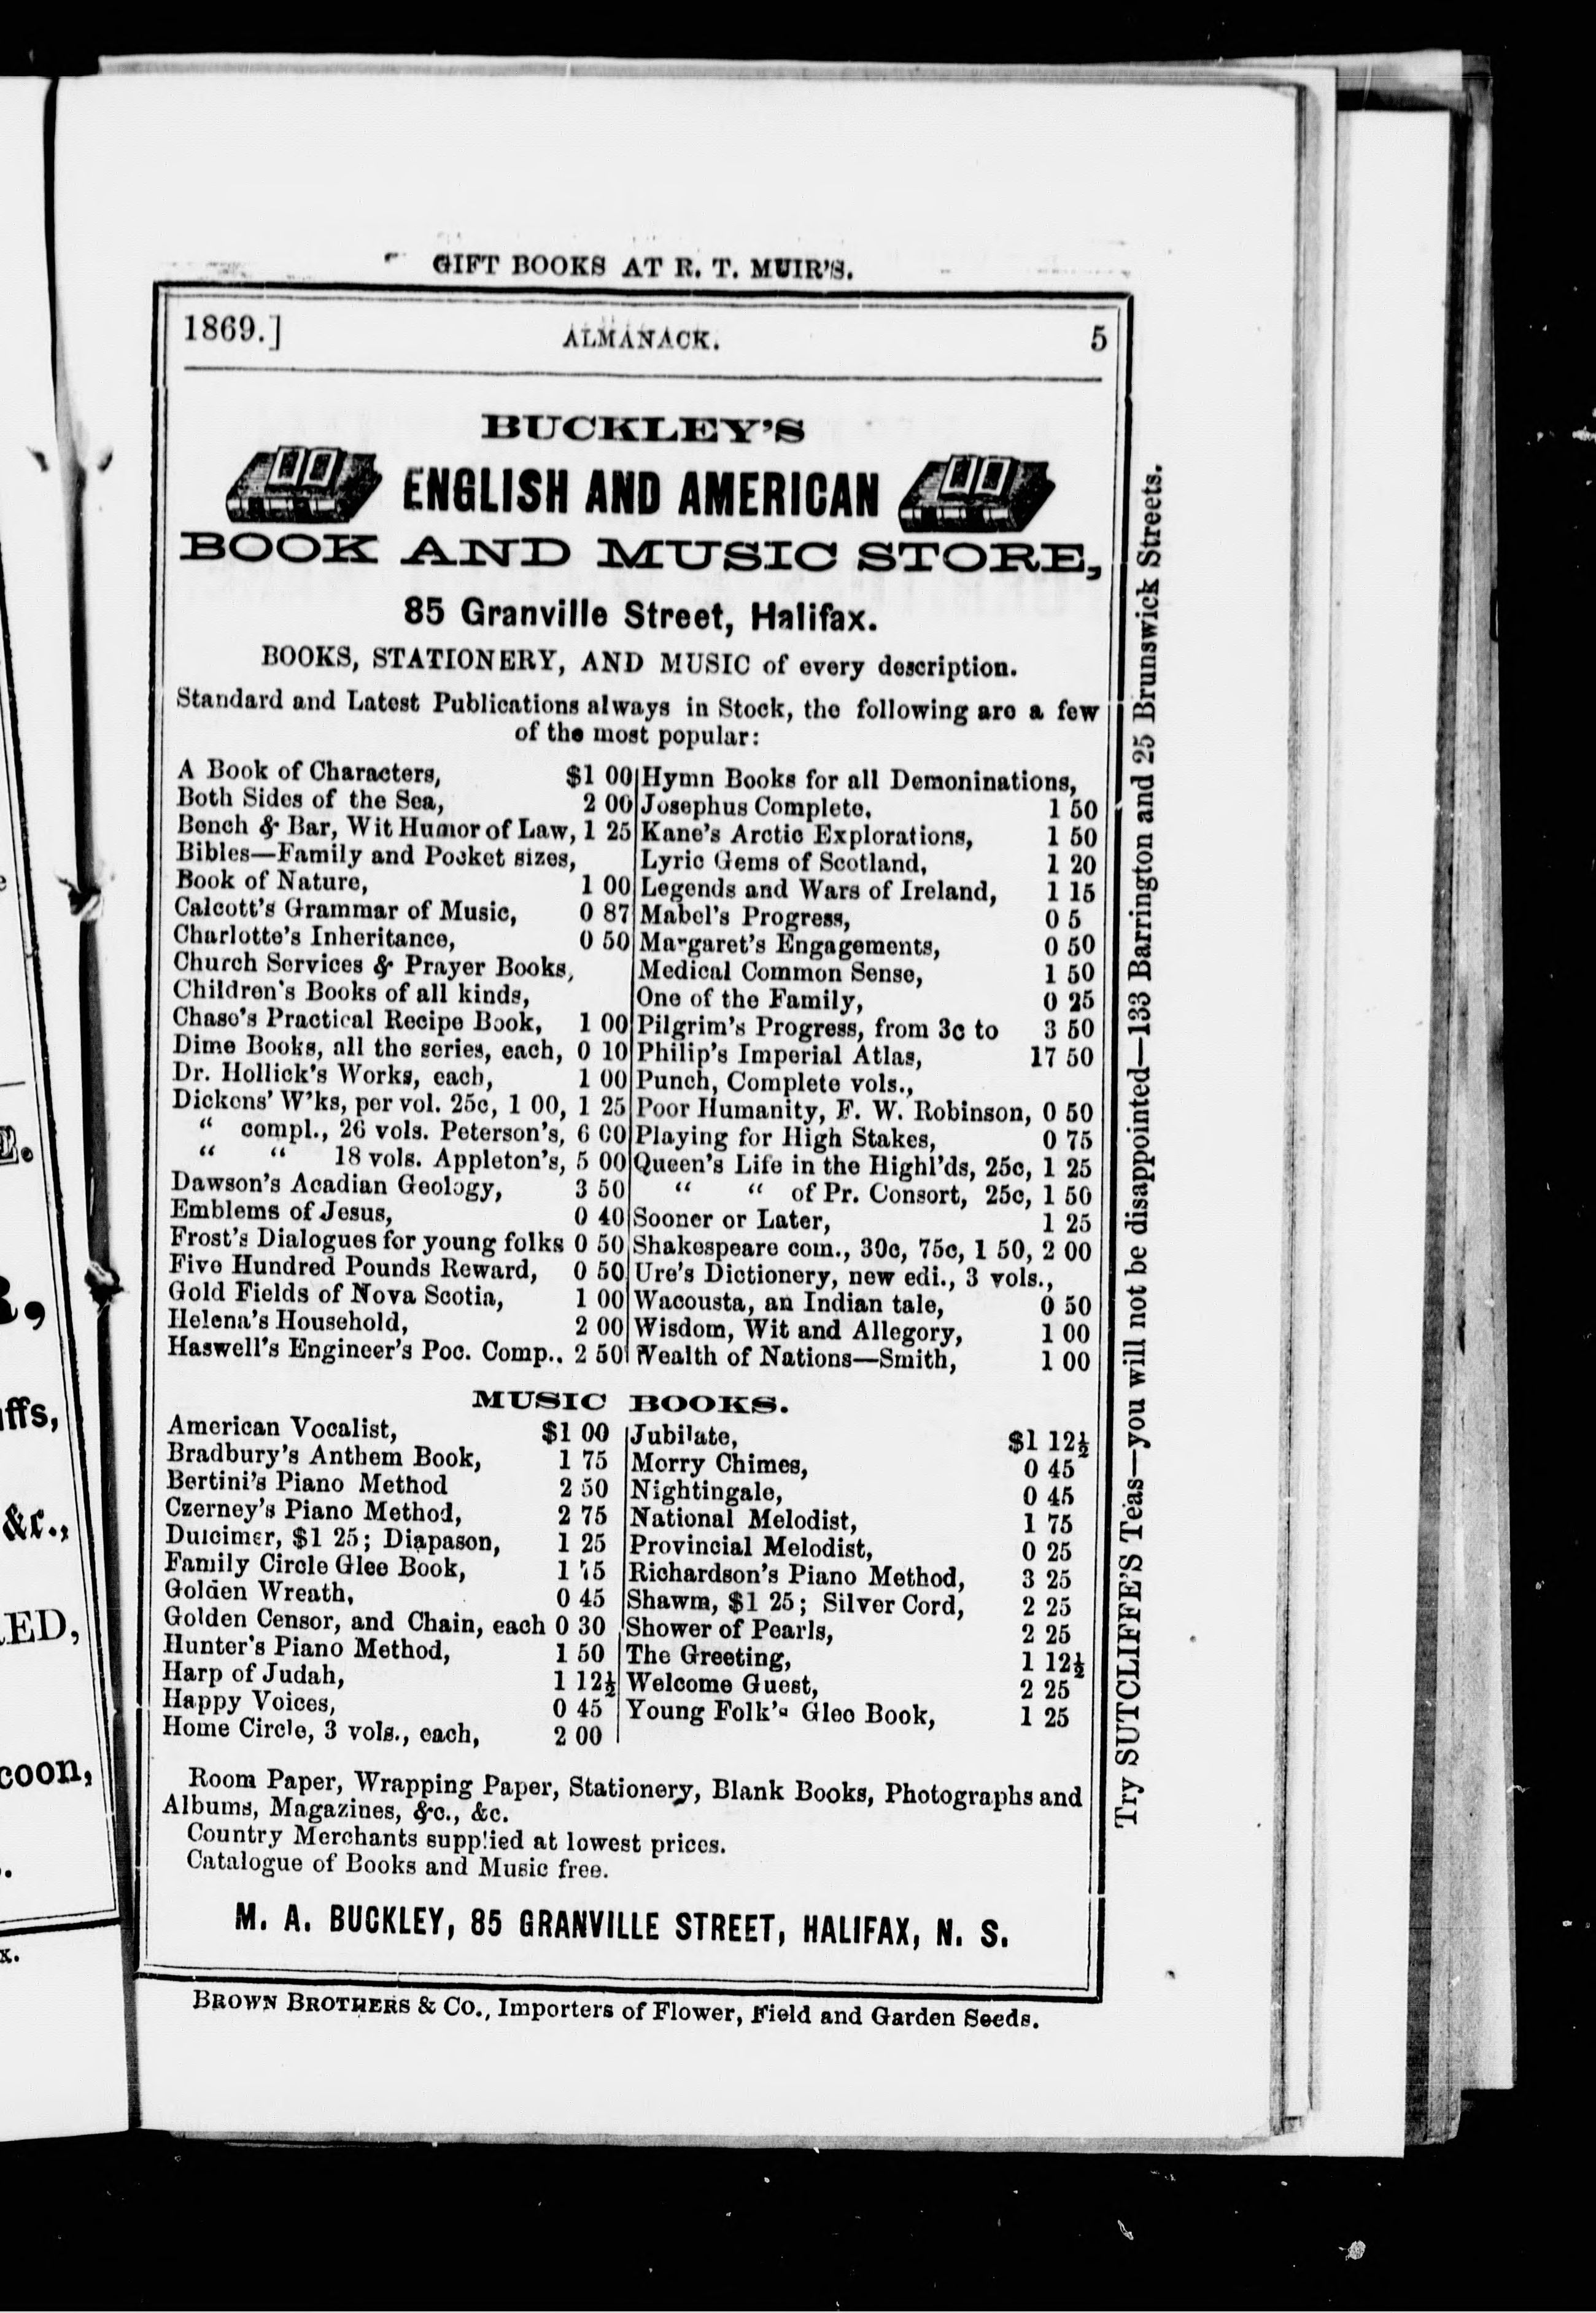 GIFT BOOKS AT R. T. MUIR'S.
1869.] ALMANACK. 5
BUCKLEY'S
ENGLISH AND AMERICAN
BOOK AND MUSIC STORE,
85 Granville Street, Halifax.
BOOKS, STATIONERY, AND MUSIC of every description.
Standard and Latest Publications always in Stock, the following are a few
of the most popular:
A Book of Characters, $1 00
Both Sides of the Sea, 2 00
Bench & Bar, Wit Humor of Law, 1 25
Bibles—Family and Pocket sizes,
Book of Nature, 1 00
Calcott's Grammar of Music, 0 87
Charlotte's Inheritance, 0 50
Church Services & Prayer Books,
Children's Books of all kinds,
Chase's Practical Recipe Book, 1 00
Dime Books, all the series, each, 0 10
Dr. Hollick's Works, each, 1 00
Dickens' W'ks, per vol. 25c, 1 00, 1 25
" compl., 26 vols. Peterson's, 6 00
" " 18 vols. Appleton's, 5 00
Dawson's Acadian Geology, 3 50
Emblems of Jesus, 0 40
Frost's Dialogues for young folks 0 50
Five Hundred Pounds Reward, 0 50
Gold Fields of Nova Scotia, 1 00
Helena's Household, 2 00
Haswell's Engineer's Poc. Comp., 2 50
Hymn Books for all Demoninations,
Josephus Complete, 1 50
Kane's Arctic Explorations, 1 50
Lyric Gems of Scotland, 1 20
Legends and Wars of Ireland, 1 15
Mabel's Progress, 0 5
Margaret's Engagements, 0 50
Medical Common Sense, 1 50
One of the Family, 0 25
Pilgrim's Progress, from 3c to 3 50
Philip's Imperial Atlas, 17 50
Punch, Complete vols.,
Poor Humanity, F. W. Robinson, 0 50
Playing for High Stakes, 0 75
Queen's Life in the Highl'ds, 25c, 1 25
" " of Pr. Consort, 25c, 1 50
Sooner or Later, 1 25
Shakespeare com., 30c, 75c, 1 50, 2 00
Ure's Dictionery, new edi., 3 vols.,
Wacousta, an Indian tale, 0 50
Wisdom, Wit and Allegory, 1 00
Wealth of Nations—Smith, 1 00
MUSIC BOOKS.
American Vocalist, $1 00
Bradbury's Anthem Book, 1 75
Bertini's Piano Method 2 50
Czerney's Piano Method, 2 75
Dulcimer, $1 25; Diapason, 1 25
Family Circle Glee Book, 1 75
Golden Wreath, 0 45
Golden Censor, and Chain, each 0 30
Hunter's Piano Method, 1 50
Harp of Judah, 1 12½
Happy Voices, 0 45
Home Circle, 3 vols., each, 2 00
Jubilate, $1 12½
Merry Chimes, 0 45
Nightingale, 0 45
National Melodist, 1 75
Provincial Melodist, 0 25
Richardson's Piano Method, 3 25
Shawm, $1 25; Silver Cord, 2 25
Shower of Pearls, 2 25
The Greeting, 1 12½
Welcome Guest, 2 25
Young Folk's Glee Book, 1 25
Room Paper, Wrapping Paper, Stationery, Blank Books, Photographs and
Albums, Magazines, &c., &c.
Country Merchants supplied at lowest prices.
Catalogue of Books and Music free.
M. A. BUCKLEY, 85 GRANVILLE STREET, HALIFAX, N. S.
BROWN BROTHERS & CO., Importers of Flower, Field and Garden Seeds.
Try SUTCLIFFE'S Teas—you will not be disappointed—133 Barrington and 25 Brunswick Streets.